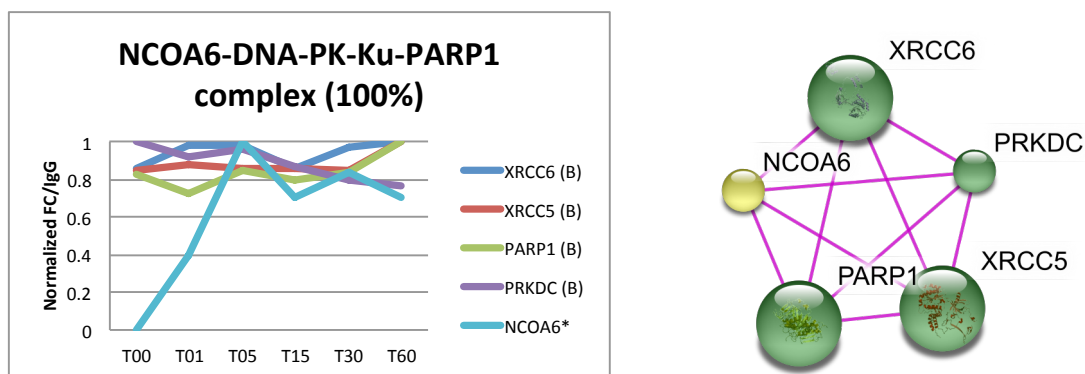 NCOA6-DNA-PK-Ku-PARP1
complex (100%)
Normalized FC/IgG
1
0.8
0.6
0.4
0.2
0
T00 T01 T05 T15 T30 T60
XRCC6 (B)
XRCC5 (B)
PARP1 (B)
PRKDC (B)
NCOA6*
XRCC6
PRKDC
NCOA6
XRCC5
PARP1